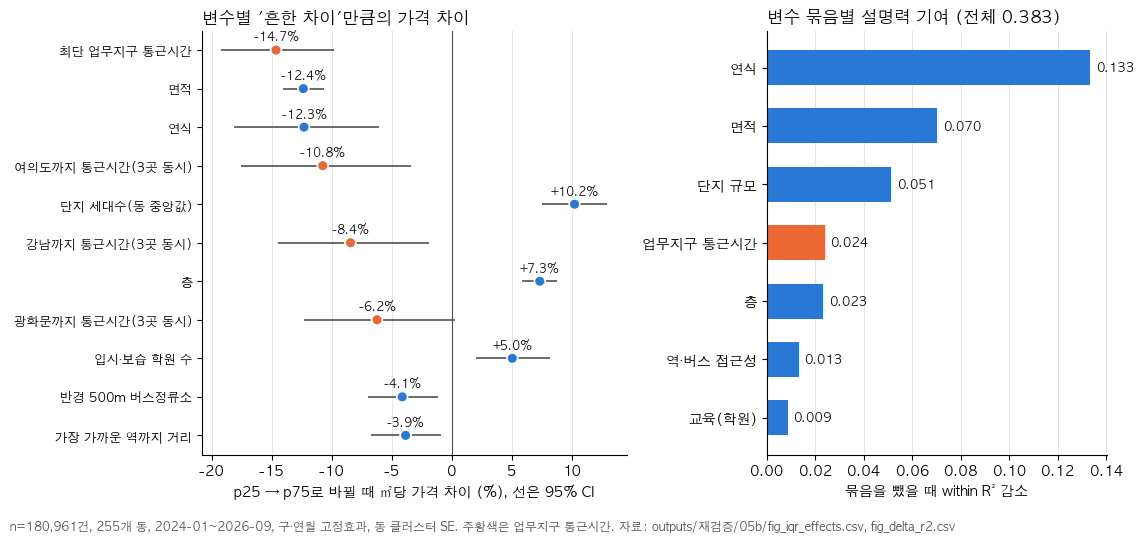 변수별 '흔한 차이'만큼의 가격 차이
최단 업무지구 통근시간
-14.7%
면적
-12.4%
연식
-12.3%
여의도까지 통근시간(3곳 동시)
-10.8%
단지 세대수(동 중앙값)
+10.2%
강남까지 통근시간(3곳 동시)
-8.4%
층
+7.3%
광화문까지 통근시간(3곳 동시)
-6.2%
입시·보습 학원 수
+5.0%
반경 500m 버스정류소
-4.1%
가장 가까운 역까지 거리
-3.9%
-20 -15 -10 -5 0 5 10
p25 → p75로 바뀔 때 ㎡당 가격 차이 (%), 선은 95% CI
변수 묶음별 설명력 기여 (전체 0.383)
연식
0.133
면적
0.070
단지 규모
0.051
업무지구 통근시간
0.024
층
0.023
역·버스 접근성
0.013
교육(학원)
0.009
0.00 0.02 0.04 0.06 0.08 0.10 0.12 0.14
묶음을 뺐을 때 within R² 감소
n=180,961건, 255개 동, 2024-01~2026-09, 구·연월 고정효과, 동 클러스터 SE. 주황색은 업무지구 통근시간. 자료: outputs/재검증/05b/fig_iqr_effects.csv, fig_delta_r2.csv